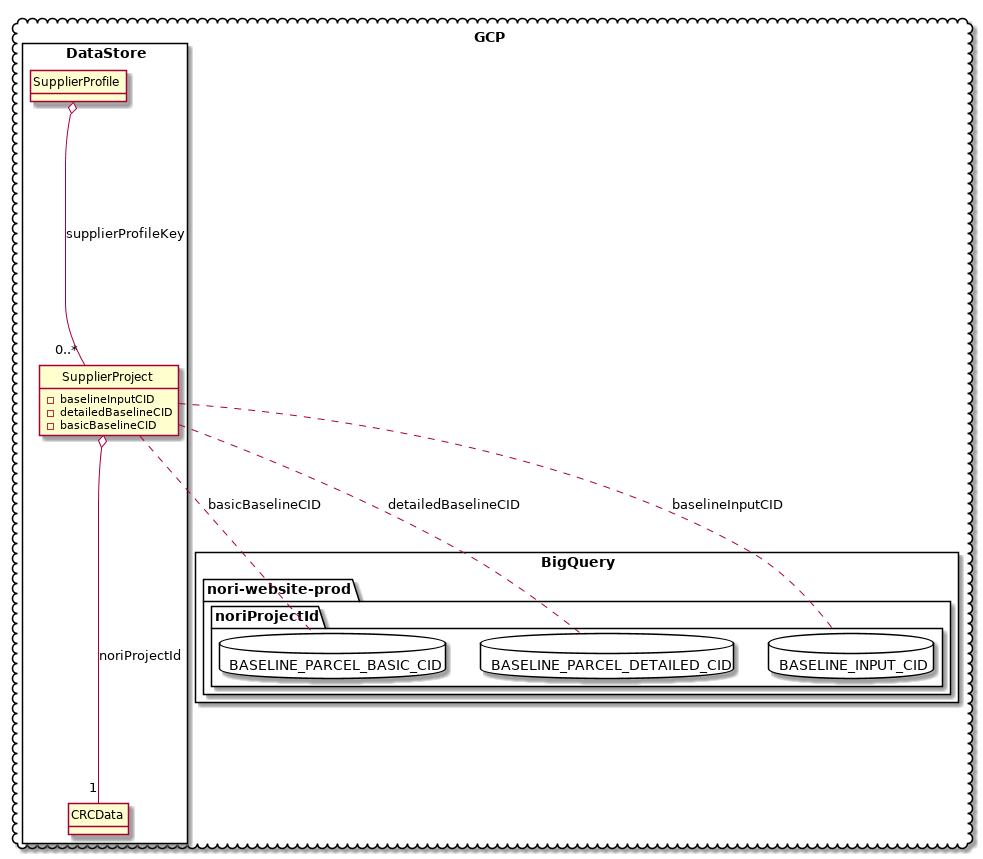 GCP
DataStore
SupplierProfile
supplierProfileKey
0..*
SupplierProject
baselineInputCID
detailedBaselineCID
basicBaselineCID
basicBaselineCID
detailedBaselineCID
baselineInputCID
BigQuery
nori-website-prod
noriProjectId
BASELINE_PARCEL_BASIC_CID
BASELINE_PARCEL_DETAILED_CID
BASELINE_INPUT_CID
noriProjectId
1
CRCData